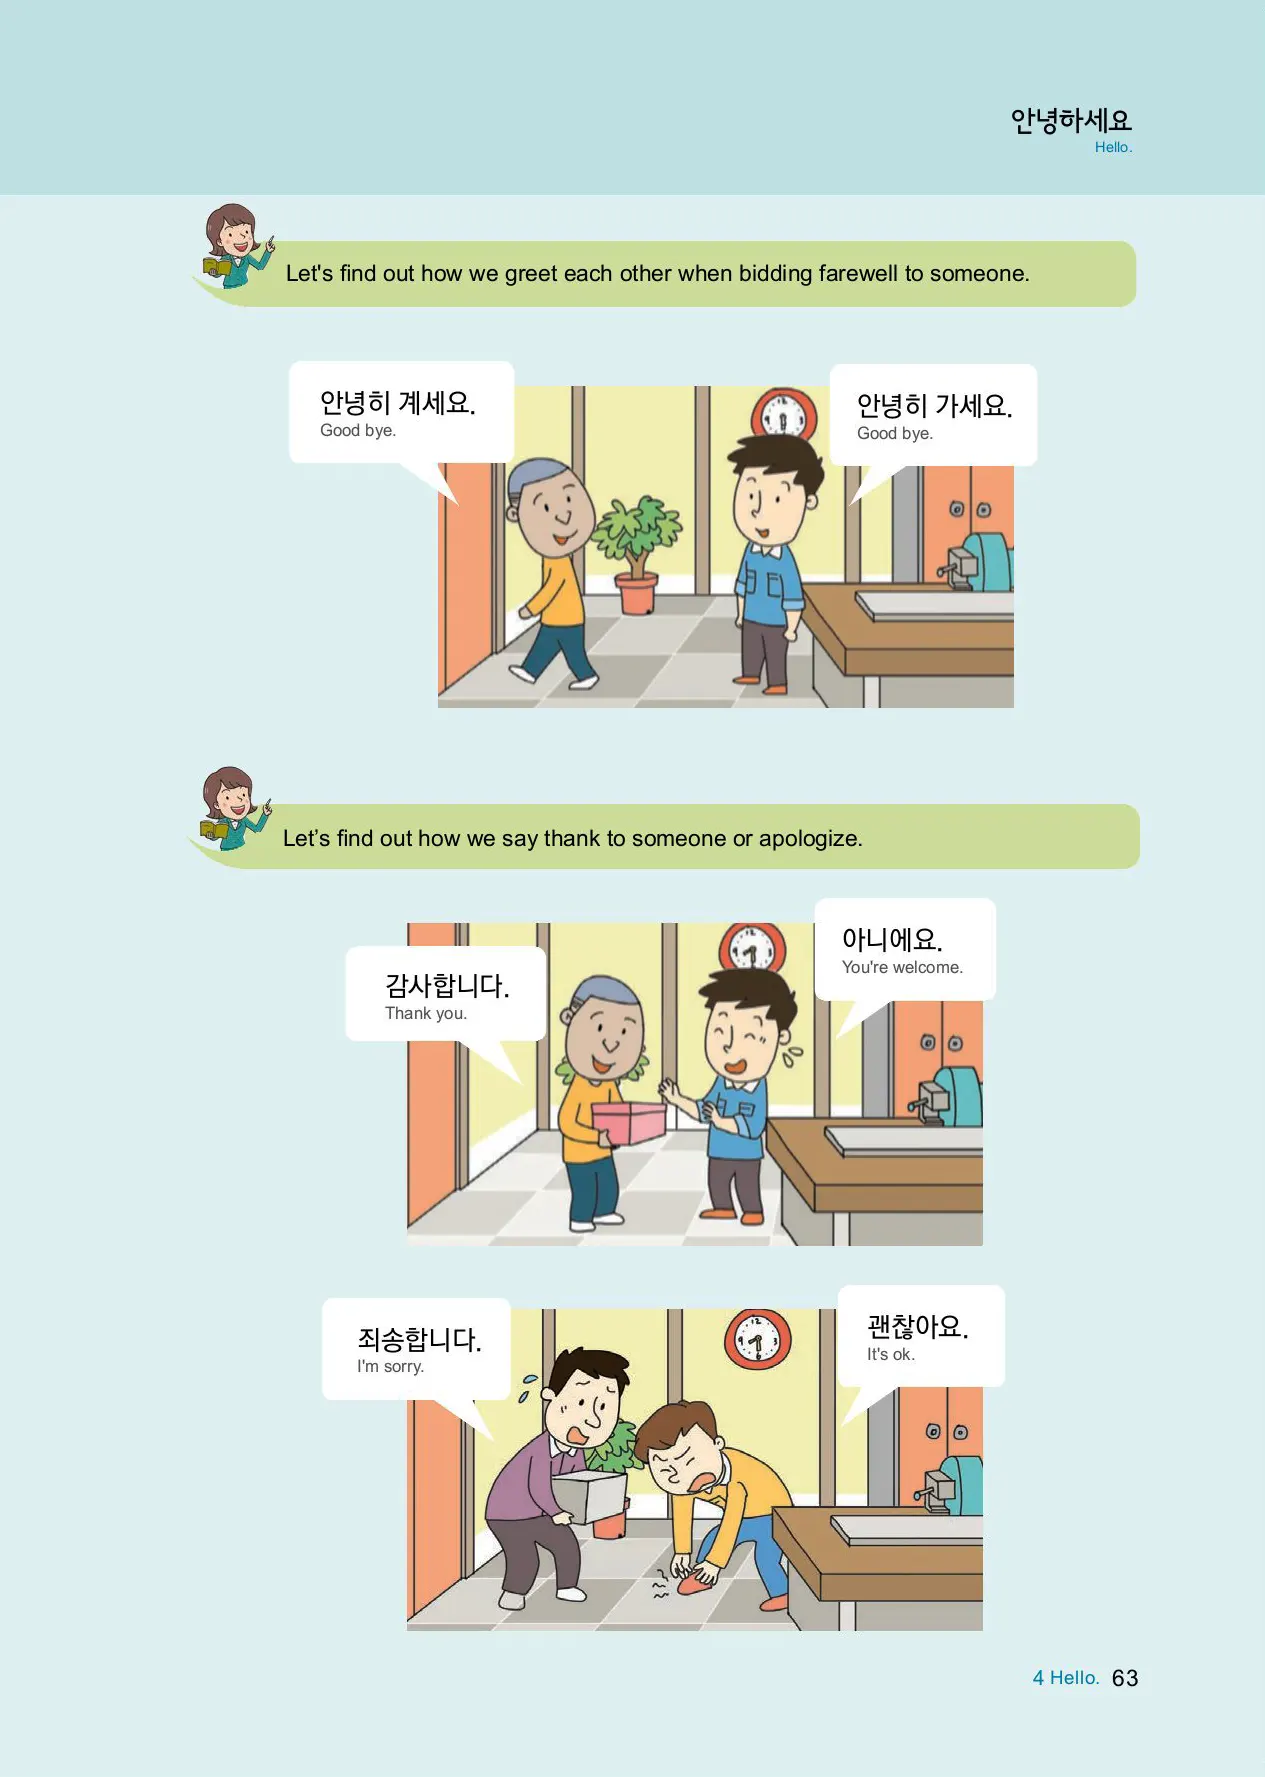 안녕하세요
Hello.
Let's find out how we greet each other when bidding farewell to someone.
안녕히 계세요.
Good bye.
안녕히 가세요.
Good bye.
Let’s find out how we say thank to someone or apologize.
감사합니다.
Thank you.
아니에요.
You're welcome.
죄송합니다.
I'm sorry.
괜찮아요.
It's ok.
4 Hello. 63